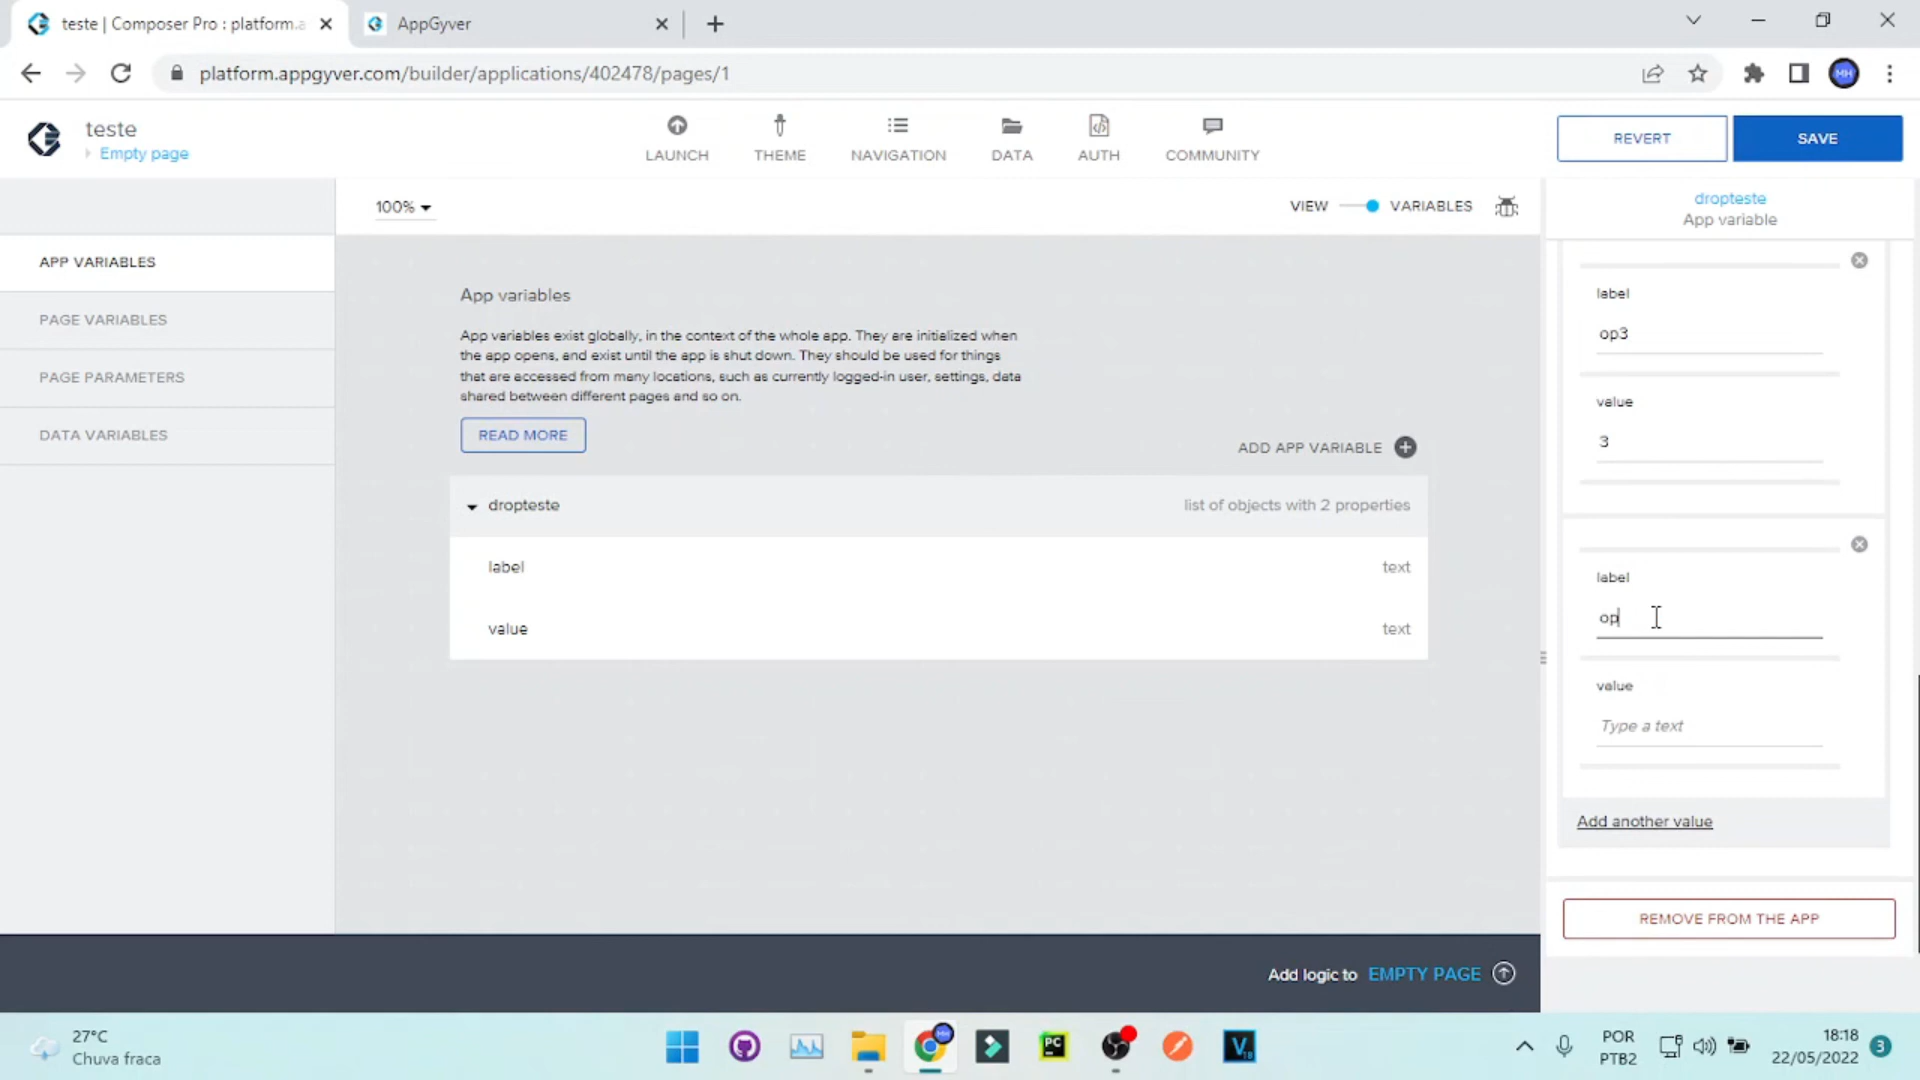 teste | Composer Pro : platform.a
AppGyver
platform.appgyver.com/builder/applications/402478/pages/1
MH
teste
Empty page
LAUNCH
THEME
NAVIGATION
DATA
AUTH
COMMUNITY
REVERT
SAVE
100%
VIEW
VARIABLES
dropteste
App variable
APP VARIABLES
PAGE VARIABLES
PAGE PARAMETERS
DATA VARIABLES
App variables
App variables exist globally, in the context of the whole app. They are initialized when
the app opens, and exist until the app is shut down. They should be used for things
that are accessed from many locations, such as currently logged-in user, settings, data
shared between different pages and so on.
READ MORE
ADD APP VARIABLE
dropteste
list of objects with 2 properties
label
text
value
text
label
op3
value
3
label
op
value
Type a text
Add another value
REMOVE FROM THE APP
Add logic to EMPTY PAGE
27°C
Chuva fraca
MH
PC
V
18
POR
PTB2
18:18
22/05/2022
3